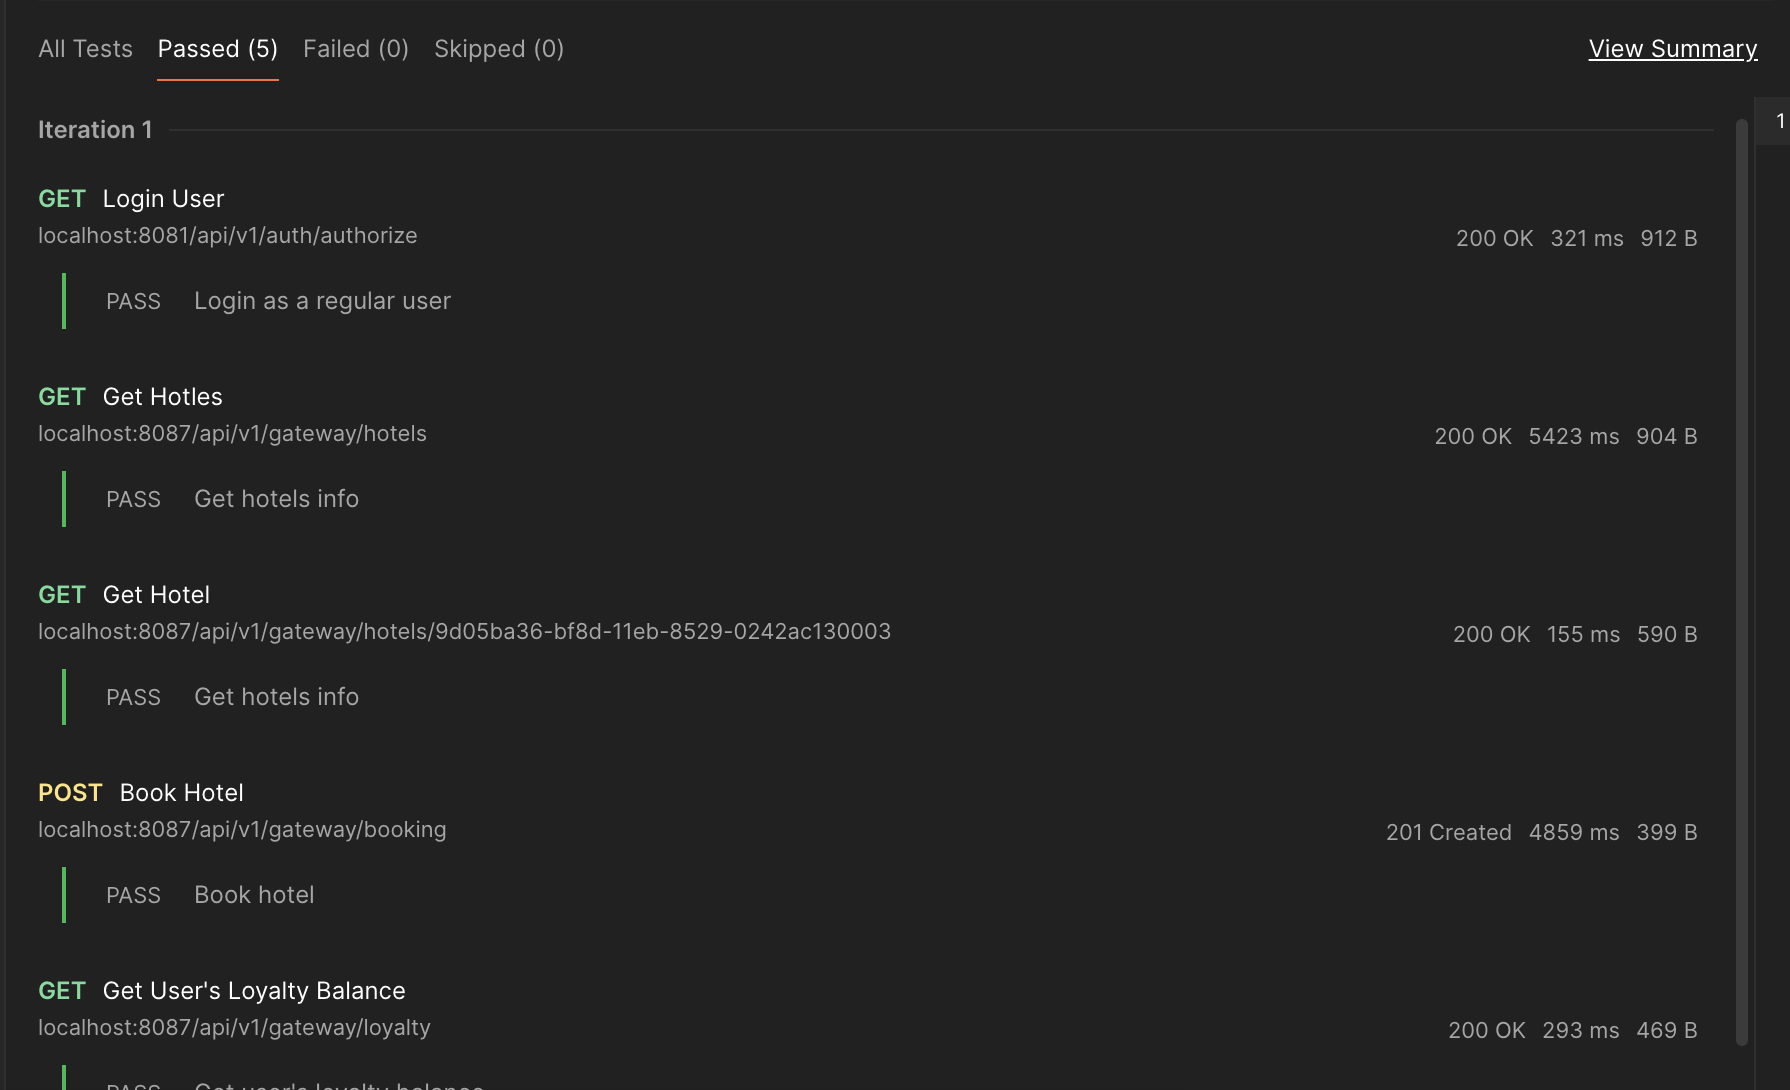 All Tests Passed (5) Failed (0) Skipped (0) View Summary
Iteration 1
1
GET Login User
localhost:8081/api/v1/auth/authorize
200 OK 321 ms 912 B
PASS Login as a regular user
GET Get Hotles
localhost:8087/api/v1/gateway/hotels
200 OK 5423 ms 904 B
PASS Get hotels info
GET Get Hotel
localhost:8087/api/v1/gateway/hotels/9d05ba36-bf8d-11eb-8529-0242ac130003
200 OK 155 ms 590 B
PASS Get hotels info
POST Book Hotel
localhost:8087/api/v1/gateway/booking
201 Created 4859 ms 399 B
PASS Book hotel
GET Get User's Loyalty Balance
localhost:8087/api/v1/gateway/loyalty
200 OK 293 ms 469 B
PASS Get user's loyalty balance